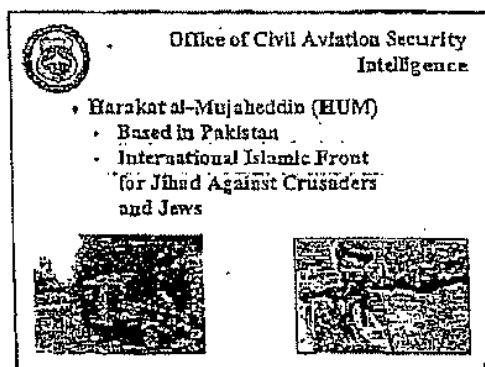 Office of Civil Aviation Security
Intelligence
• Harakat al-Mujaheddin (HUM)
• Based in Pakistan
• International Islamic Front
for Jihad Against Crusaders
and Jews